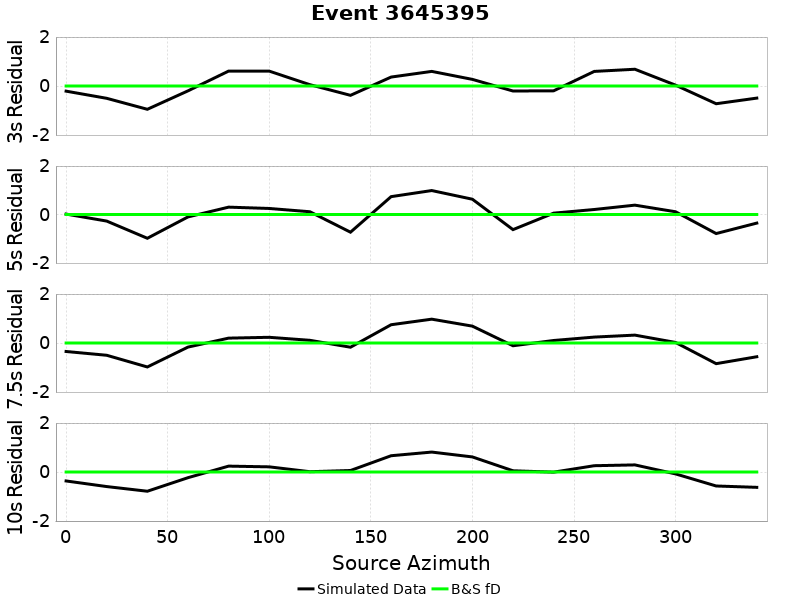 Event 3645395
3s Residual
2
0
-2
5s Residual
2
0
-2
7.5s Residual
2
0
-2
10s Residual
2
0
-2
0 50 100 150 200 250 300
Source Azimuth
Simulated Data B&S fD